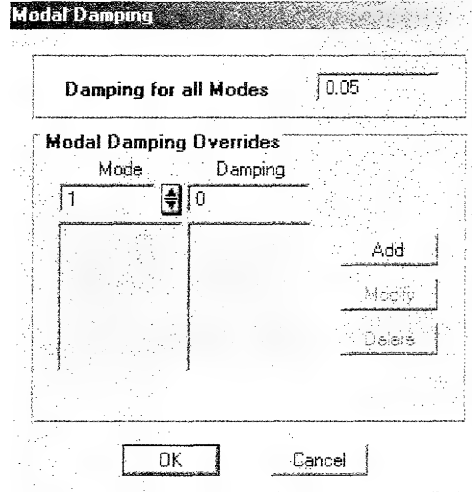 Modal Damping
Damping for all Modes 0.05
Modal Damping Overrides
Mode Damping
1 0
Add
Modify
Delete
OK Cancel